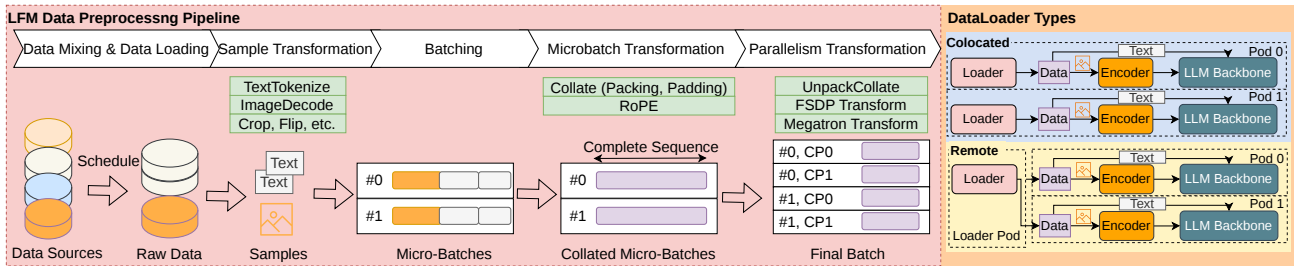 LFM Data Preprocessng Pipeline
Data Mixing & Data Loading
Sample Transformation
Batching
Microbatch Transformation
Parallelism Transformation
TextTokenize
ImageDecode
Crop, Flip, etc.
Collate (Packing, Padding)
RoPE
UnpackCollate
FSDP Transform
Megatron Transform
Schedule
Text
Text
#0
#1
Complete Sequence
#0
#1
#0, CP0
#0, CP1
#1, CP0
#1, CP1
Data Sources
Raw Data
Samples
Micro-Batches
Collated Micro-Batches
Final Batch
DataLoader Types
Colocated
Text
Pod 0
Loader
Data
Encoder
LLM Backbone
Text
Pod 1
Loader
Data
Encoder
LLM Backbone
Remote
Text
Pod 0
Loader
Data
Encoder
LLM Backbone
Text
Pod 1
Data
Encoder
LLM Backbone
Loader Pod